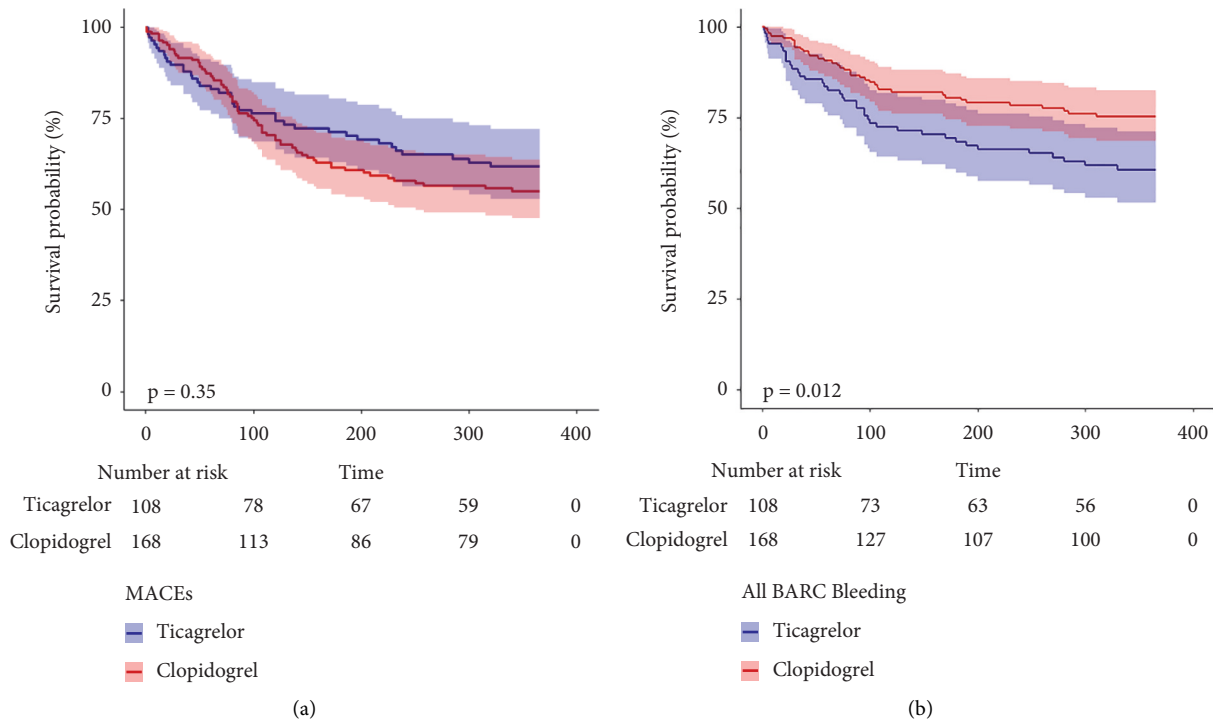 100
75
50
25
0
Survival probability (%)
p = 0.35
0 100 200 300 400
Number at risk Time
Ticagrelor 108 78 67 59 0
Clopidogrel 168 113 86 79 0
MACEs
Ticagrelor
Clopidogrel
(a)
100
75
50
25
0
Survival probability (%)
p = 0.012
0 100 200 300 400
Number at risk Time
Ticagrelor 108 73 63 56 0
Clopidogrel 168 127 107 100 0
All BARC Bleeding
Ticagrelor
Clopidogrel
(b)